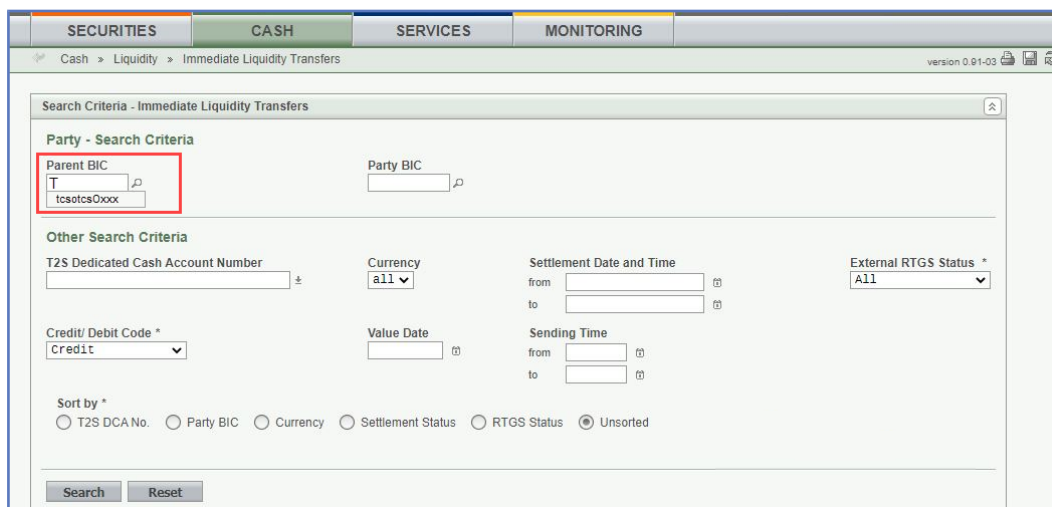 SECURITIES CASH SERVICES MONITORING
Cash » Liquidity » Immediate Liquidity Transfers version 0.91-03
Search Criteria - Immediate Liquidity Transfers
Party - Search Criteria
Parent BIC Party BIC
T
tcsotcs0xxx
Other Search Criteria
T2S Dedicated Cash Account Number Currency Settlement Date and Time External RTGS Status *
all from All
to
Credit/ Debit Code * Value Date Sending Time
Credit from
to
Sort by *
T2S DCA No. Party BIC Currency Settlement Status RTGS Status Unsorted
Search Reset